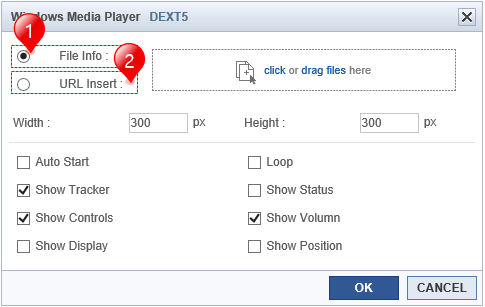 Windows Media Player DEXT5
1
File Info :
2
URL Insert :
click or drag files here
Width : 300 px Height : 300 px
Auto Start Loop
Show Tracker Show Status
Show Controls Show Volumn
Show Display Show Position
OK CANCEL